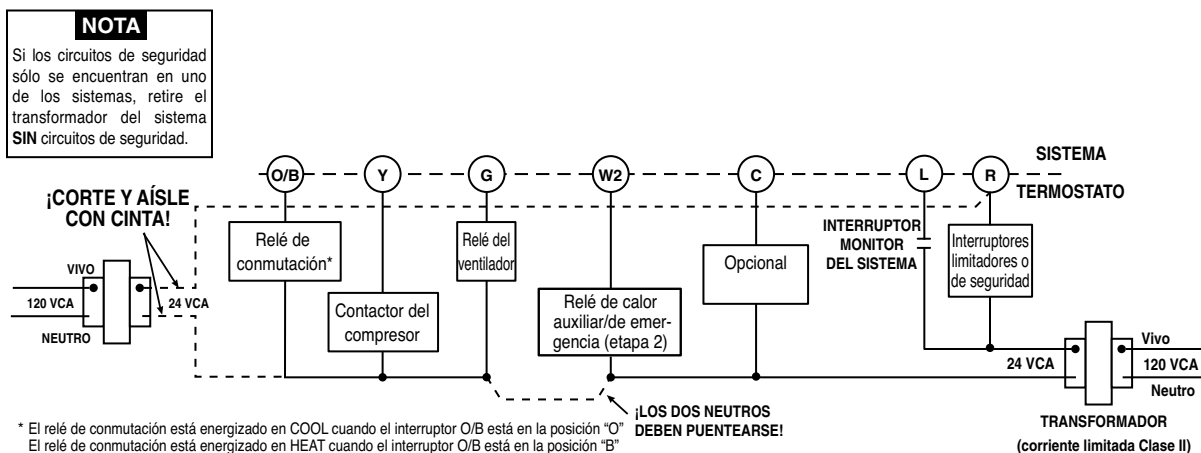 NOTA
Si los circuitos de seguridad
sólo se encuentran en uno
de los sistemas, retire el
transformador del sistema
SIN circuitos de seguridad.
O/B
Y
G
W2
C
L
R
SISTEMA
TERMOSTATO
¡CORTE Y AÍSLE
CON CINTA!
VIVO
120 VCA
24 VCA
NEUTRO
Relé de
conmutación*
Contactor del
compresor
Relé del
ventilador
Relé de calor
auxiliar/de emer-
gencia (etapa 2)
Opcional
INTERRUPTOR
MONITOR
DEL SISTEMA
Interruptores
limitadores o
de seguridad
24 VCA
Vivo
120 VCA
Neutro
TRANSFORMADOR
(corriente limitada Clase II)
¡LOS DOS NEUTROS
DEBEN PUENTEARSE!
* El relé de conmutación está energizado en COOL cuando el interruptor O/B está en la posición “O”
El relé de conmutación está energizado en HEAT cuando el interruptor O/B está en la posición “B”